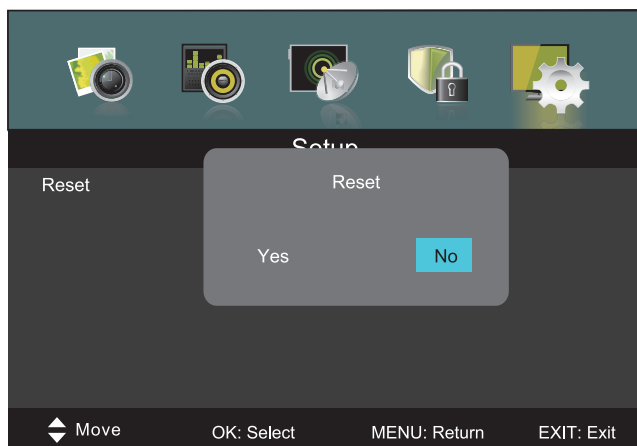 Setup
Reset
Reset
Yes No
Move OK: Select MENU: Return EXIT: Exit